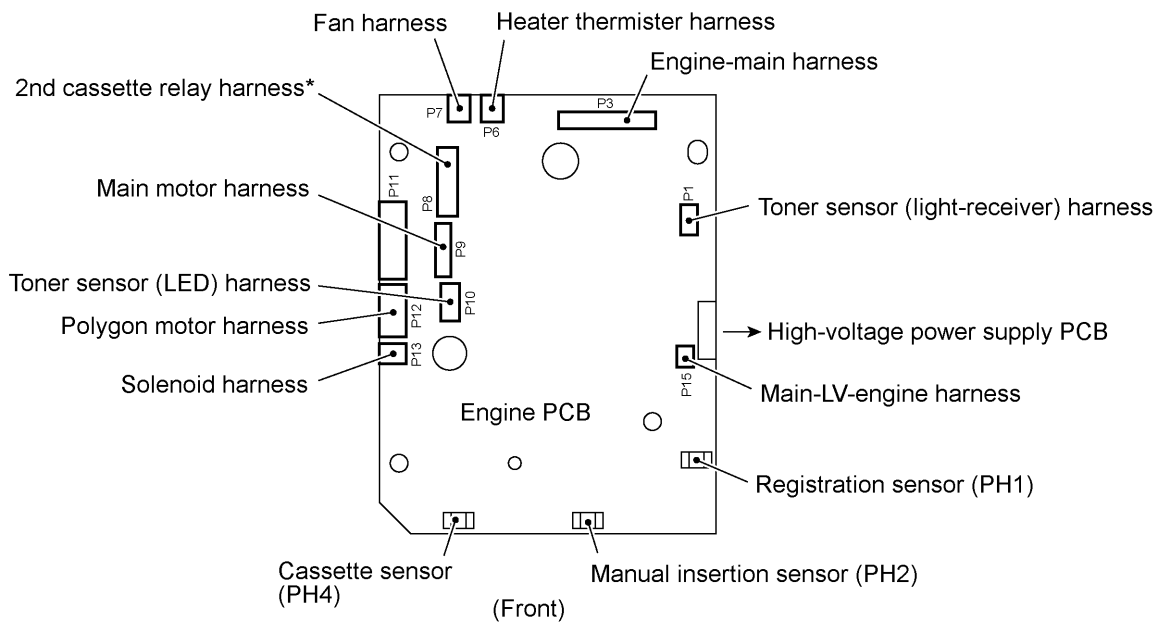 Fan harness
Heater thermister harness
Engine-main harness
2nd cassette relay harness*
P7
P6
P3
Main motor harness
P11
P8
P1
Toner sensor (light-receiver) harness
P9
Toner sensor (LED) harness
P10
Polygon motor harness
P12
High-voltage power supply PCB
P13
Solenoid harness
P15
Main-LV-engine harness
Engine PCB
Registration sensor (PH1)
Cassette sensor
(PH4)
Manual insertion sensor (PH2)
(Front)